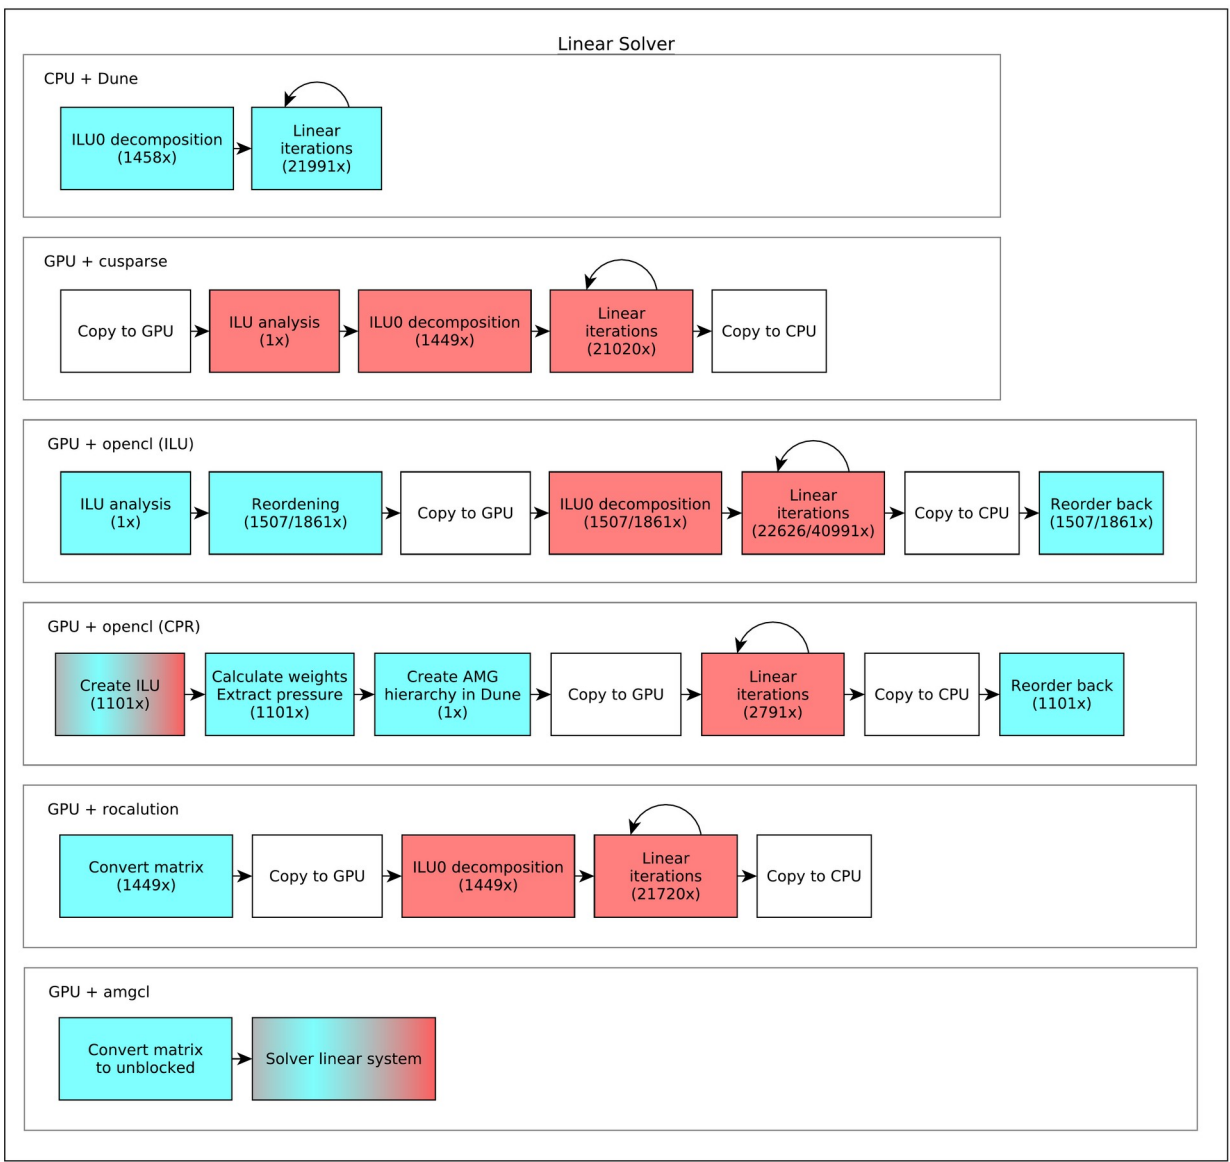 Linear Solver
CPU + Dune
ILU0 decomposition
(1458x)
Linear
iterations
(21991x)
GPU + cusparse
Copy to GPU
ILU analysis
(1x)
ILU0 decomposition
(1449x)
Linear
iterations
(21020x)
Copy to CPU
GPU + opencl (ILU)
ILU analysis
(1x)
Reordening
(1507/1861x)
Copy to GPU
ILU0 decomposition
(1507/1861x)
Linear
iterations
(22626/40991x)
Copy to CPU
Reorder back
(1507/1861x)
GPU + opencl (CPR)
Create ILU
(1101x)
Calculate weights
Extract pressure
(1101x)
Create AMG
hierarchy in Dune
(1x)
Copy to GPU
Linear
iterations
(2791x)
Copy to CPU
Reorder back
(1101x)
GPU + rocalution
Convert matrix
(1449x)
Copy to GPU
ILU0 decomposition
(1449x)
Linear
iterations
(21720x)
Copy to CPU
GPU + amgcl
Convert matrix
to unblocked
Solver linear system